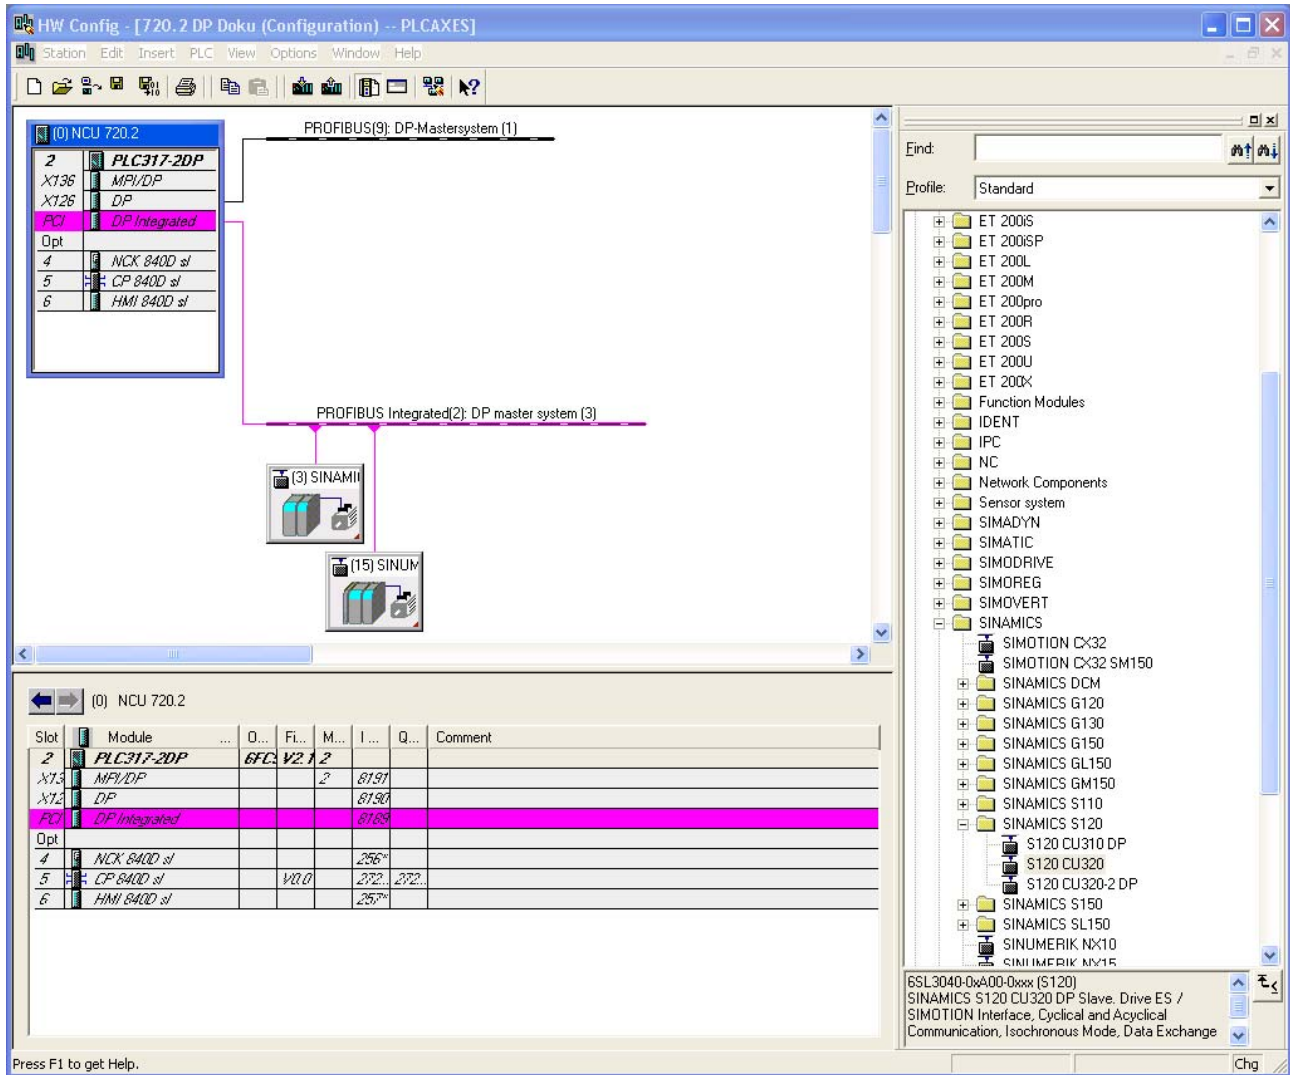 HW Config - [720.2 DP Doku (Configuration) -- PLCAXES]
Station Edit Insert PLC View Options Window Help
(0) NCU 720.2
2 PLC317-2DP
X136 MPI/DP
X126 DP
PCI DP Integrated
Opt
4 NCK 840D sl
5 CP 840D sl
6 HMI 840D sl
PROFIBUS(9): DP-Mastersystem (1)
PROFIBUS Integrated(2): DP master system (3)
(3) SINAMI
(15) SINUM
(0) NCU 720.2
Slot Module ... O... Fi... M... I ... Q... Comment
2 PLC317-2DP 6FC V2.1 2
X13 MPI/DP 2 8191
X12 DP 8190
PCI DP Integrated 8189
Opt
4 NCK 840D sl 256*
5 CP 840D sl V0.0 272... 272...
6 HMI 840D sl 257*
Find:
Profile: Standard
ET 200iS
ET 200iSP
ET 200L
ET 200M
ET 200pro
ET 200R
ET 200S
ET 200U
ET 200X
Function Modules
IDENT
IPC
NC
Network Components
Sensor system
SIMADYN
SIMATIC
SIMODRIVE
SIMOREG
SIMOVERT
SINAMICS
SIMOTION CX32
SIMOTION CX32 SM150
SINAMICS DCM
SINAMICS G120
SINAMICS G130
SINAMICS G150
SINAMICS GL150
SINAMICS GM150
SINAMICS S110
SINAMICS S120
S120 CU310 DP
S120 CU320
S120 CU320-2 DP
SINAMICS S150
SINAMICS SL150
SINUMERIK NX10
SINUMERIK NX15
6SL3040-0xA00-0xxx (S120)
SINAMICS S120 CU320 DP Slave. Drive ES /
SIMOTION Interface, Cyclical and Acyclical
Communication, Isochronous Mode, Data Exchange
Press F1 to get Help.
Chg